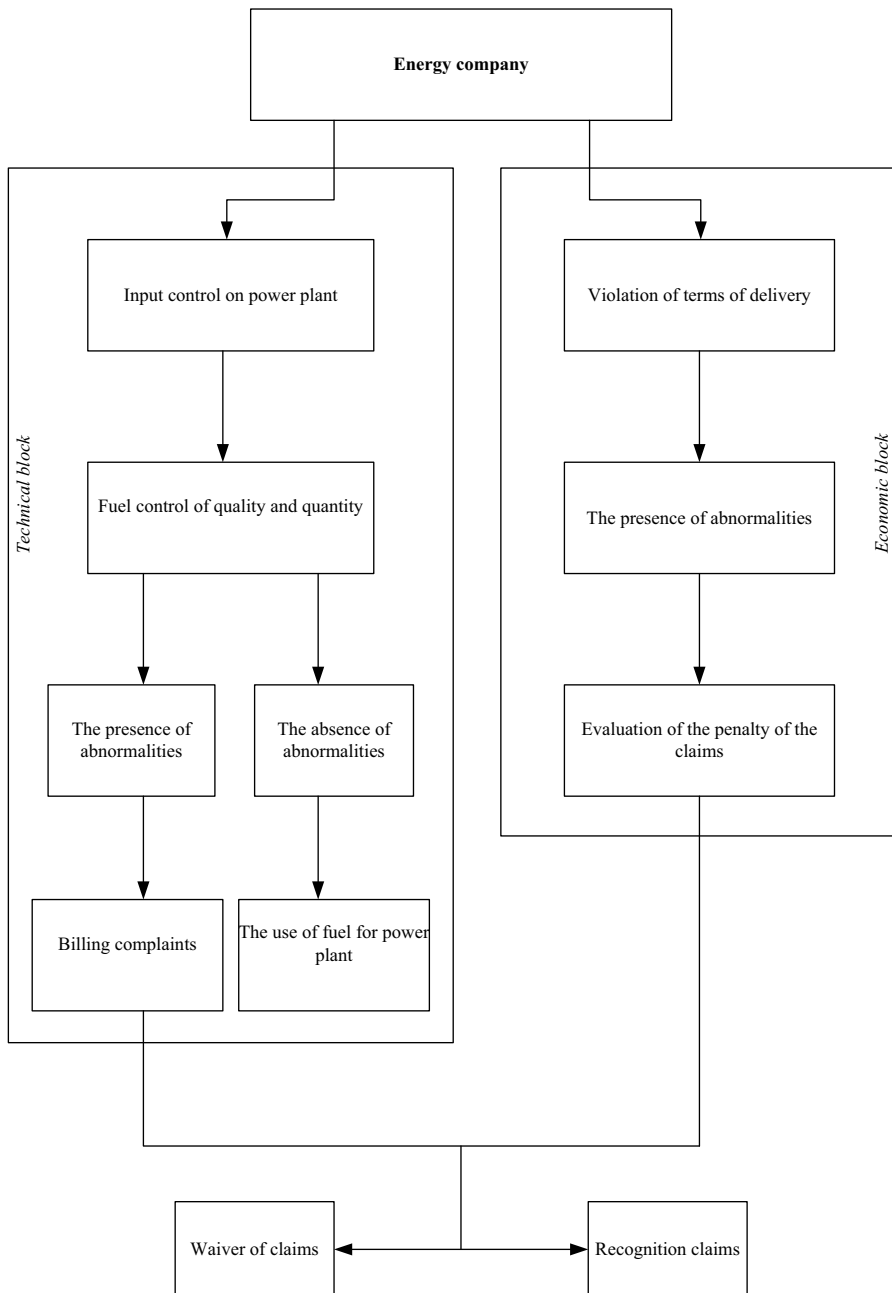 Energy company
Input control on power plant
Violation of terms of delivery
Technical block
Economic block
Fuel control of quality and quantity
The presence of abnormalities
The presence of
abnormalities
The absence of
abnormalities
Evaluation of the penalty of the
claims
Billing complaints
The use of fuel for power
plant
Waiver of claims
Recognition claims